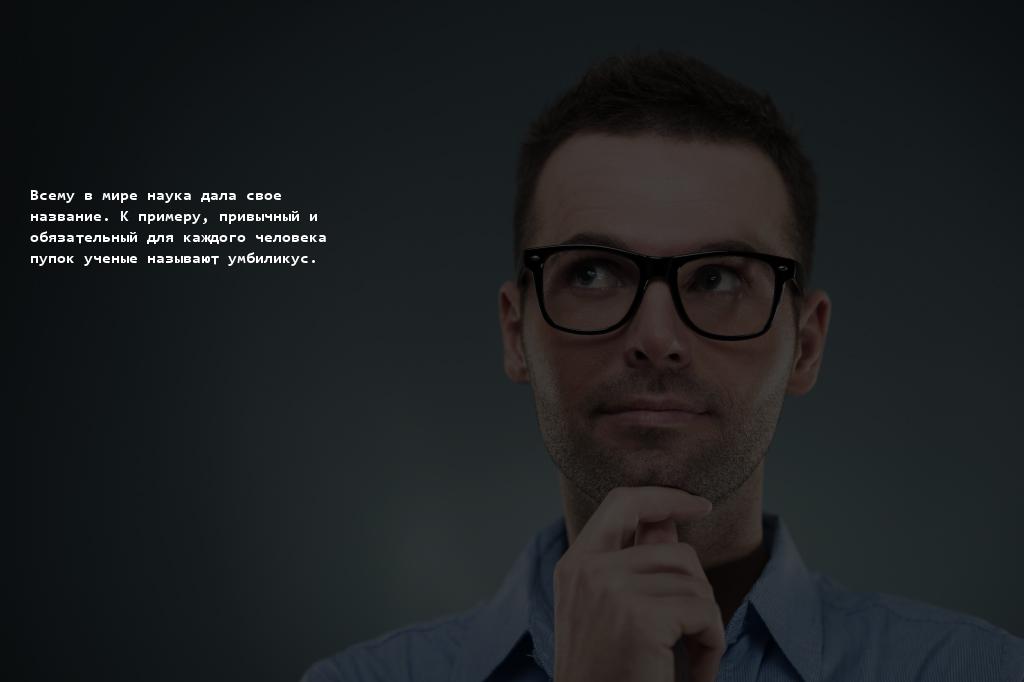 Всему в мире наука дала свое
название. К примеру, привычный и
обязательный для каждого человека
пупок ученые называют умбиликус.